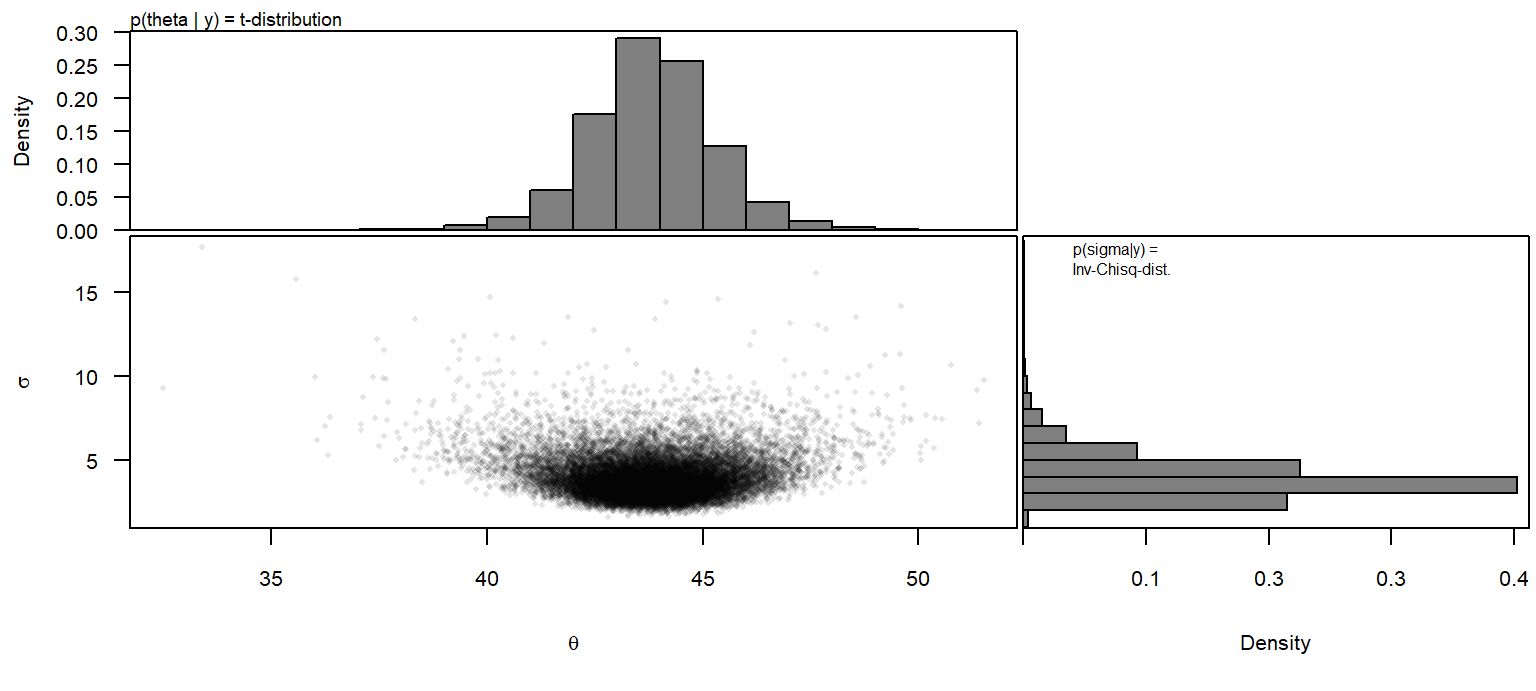 p(theta | y) = t-distribution
0.30
0.25
0.20
0.15
0.10
0.05
0.00
Density
p(sigma|y) =
Inv-Chisq-dist.
15
10
5
σ
35 40 45 50
0.1 0.3 0.3 0.4
θ
Density